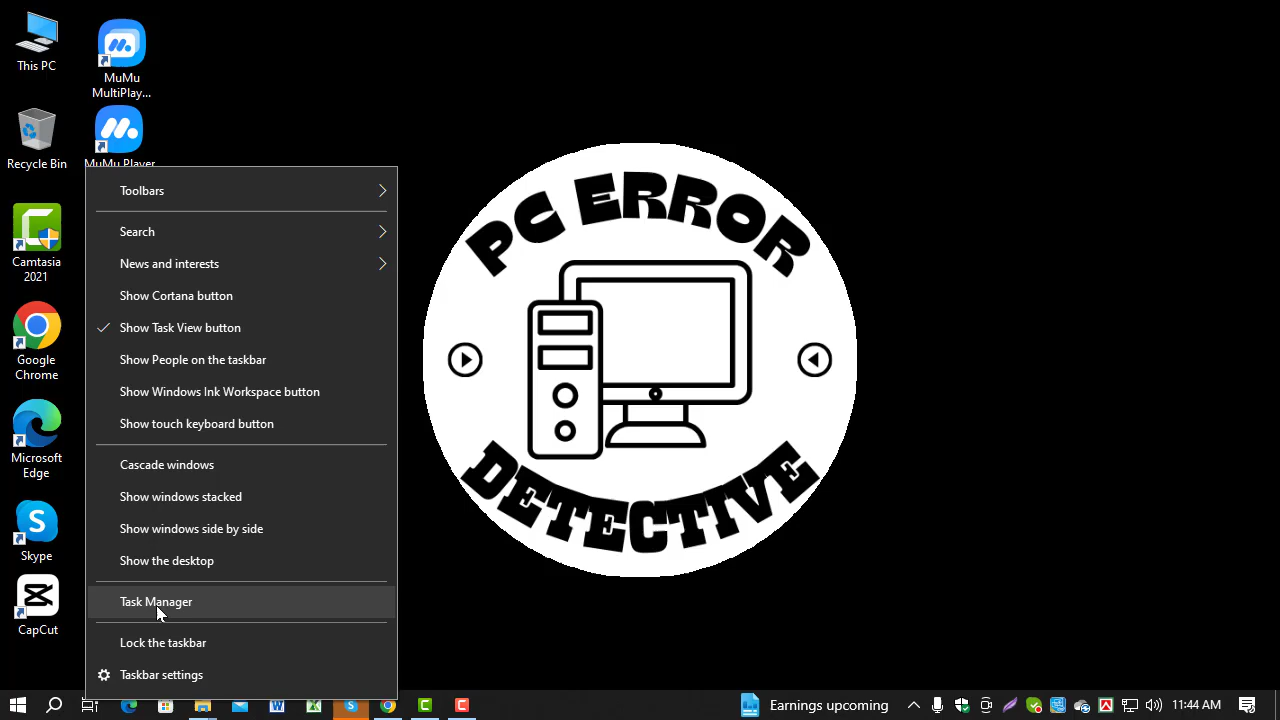 This PC
MuMu
MultiPlay...
Recycle Bin
MuMu Player
Camtasia
2021
Google
Chrome
Microsoft
Edge
Skype
CapCut
Toolbars
Search
News and interests
Show Cortana button
Show Task View button
Show People on the taskbar
Show Windows Ink Workspace button
Show touch keyboard button
Cascade windows
Show windows stacked
Show windows side by side
Show the desktop
Task Manager
Lock the taskbar
Taskbar settings
PC ERROR
DETECTIVE
Earnings upcoming
11:44 AM